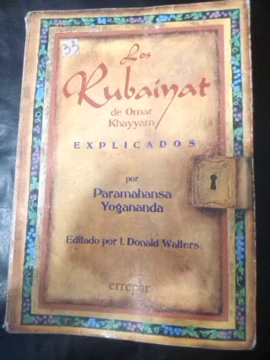 33
Los
Rubaiyat
de Omar
Khayyam
EXPLICADOS
por
Paramahansa
Yogananda
Editado por J. Donald Walters
errepar